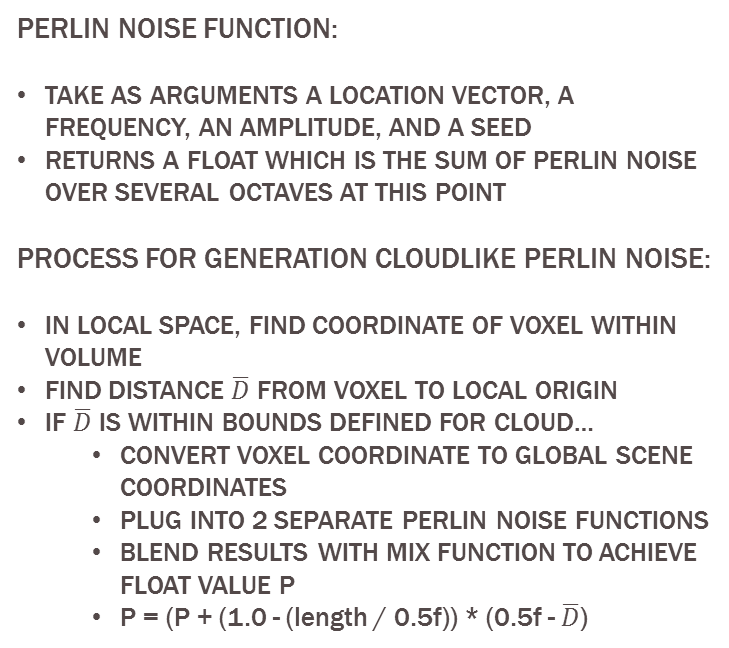 PERLIN NOISE FUNCTION:
• TAKE AS ARGUMENTS A LOCATION VECTOR, A
FREQUENCY, AN AMPLITUDE, AND A SEED
• RETURNS A FLOAT WHICH IS THE SUM OF PERLIN NOISE
OVER SEVERAL OCTAVES AT THIS POINT
PROCESS FOR GENERATION CLOUDLIKE PERLIN NOISE:
• IN LOCAL SPACE, FIND COORDINATE OF VOXEL WITHIN
VOLUME
• FIND DISTANCE D̅ FROM VOXEL TO LOCAL ORIGIN
• IF D̅ IS WITHIN BOUNDS DEFINED FOR CLOUD...
• CONVERT VOXEL COORDINATE TO GLOBAL SCENE
COORDINATES
• PLUG INTO 2 SEPARATE PERLIN NOISE FUNCTIONS
• BLEND RESULTS WITH MIX FUNCTION TO ACHIEVE
FLOAT VALUE P
• P = (P + (1.0 - (length / 0.5f)) * (0.5f - D̅)